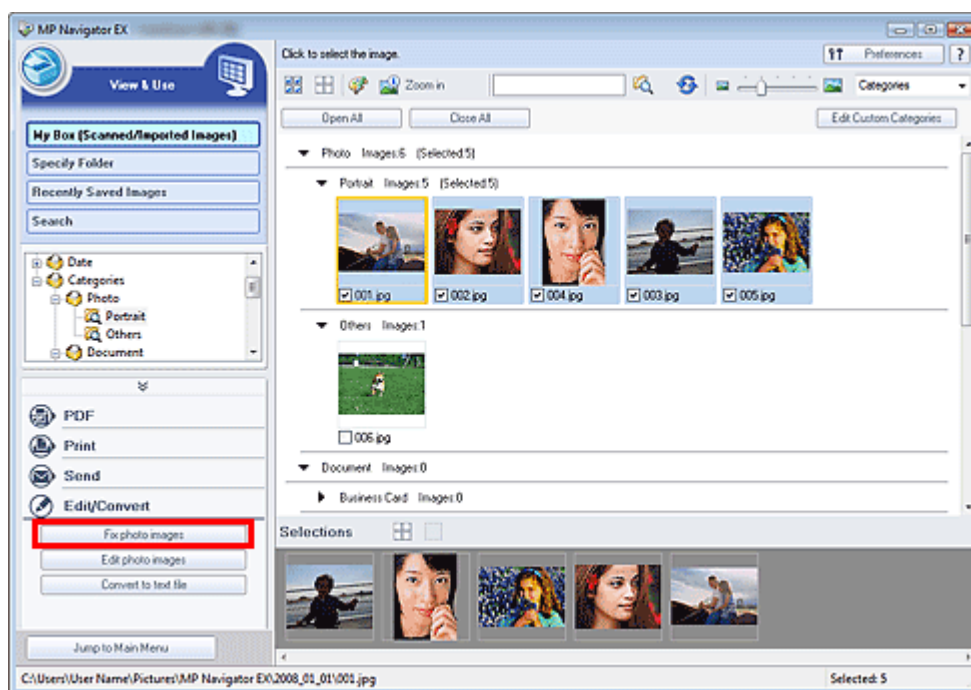 MP Navigator EX
View & Use
My Box (Scanned/Imported Images)
Specify Folder
Recently Saved Images
Search
Date
Categories
Photo
Portrait
Others
Document
PDF
Print
Send
Edit/Convert
Fix photo images
Edit photo images
Convert to text file
Jump to Main Menu
Click to select the image.
Preferences
?
Zoom in
Categories
Open All
Close All
Edit Custom Categories
Photo Images:6 (Selected:5)
Portrait Images:5 (Selected:5)
001.jpg
002.jpg
004.jpg
003.jpg
005.jpg
Others Images:1
006.jpg
Document Images:0
Business Card Images:0
Selections
C:\Users\User Name\Pictures\MP Navigator EX\2008_01_01\001.jpg
Selected: 5